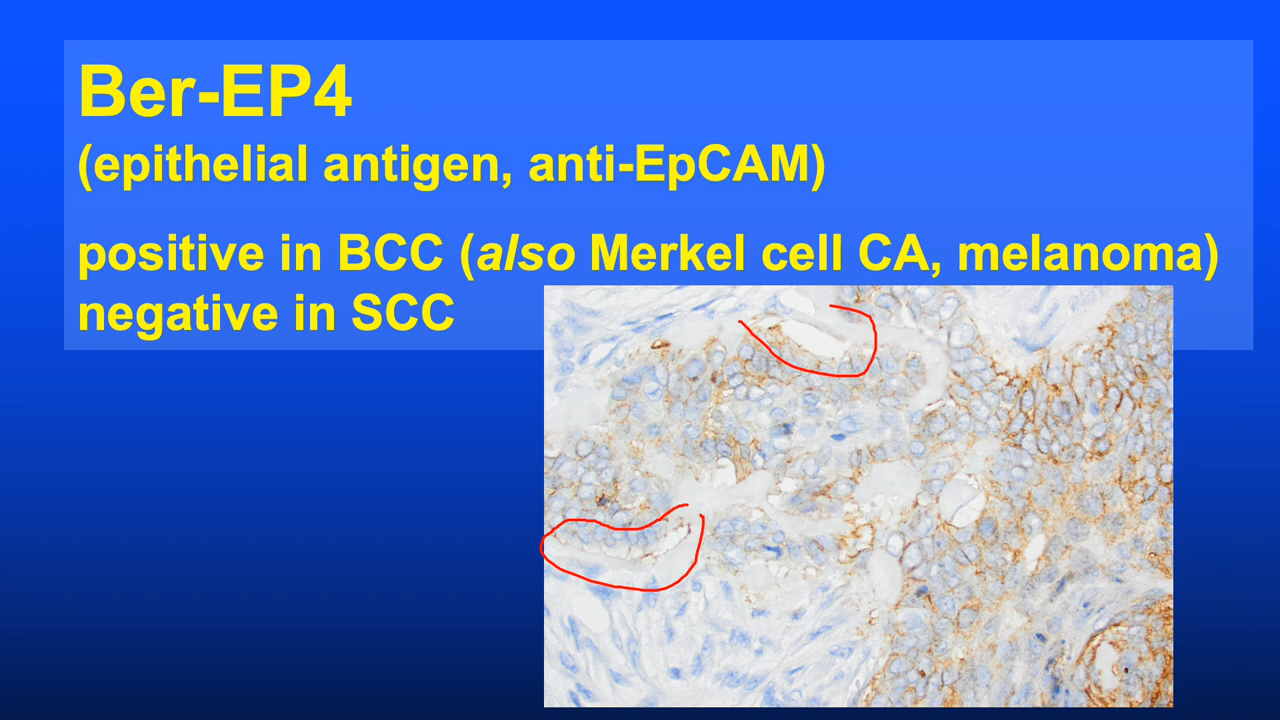 Ber-EP4
(epithelial antigen, anti-EpCAM)
positive in BCC (also Merkel cell CA, melanoma)
negative in SCC